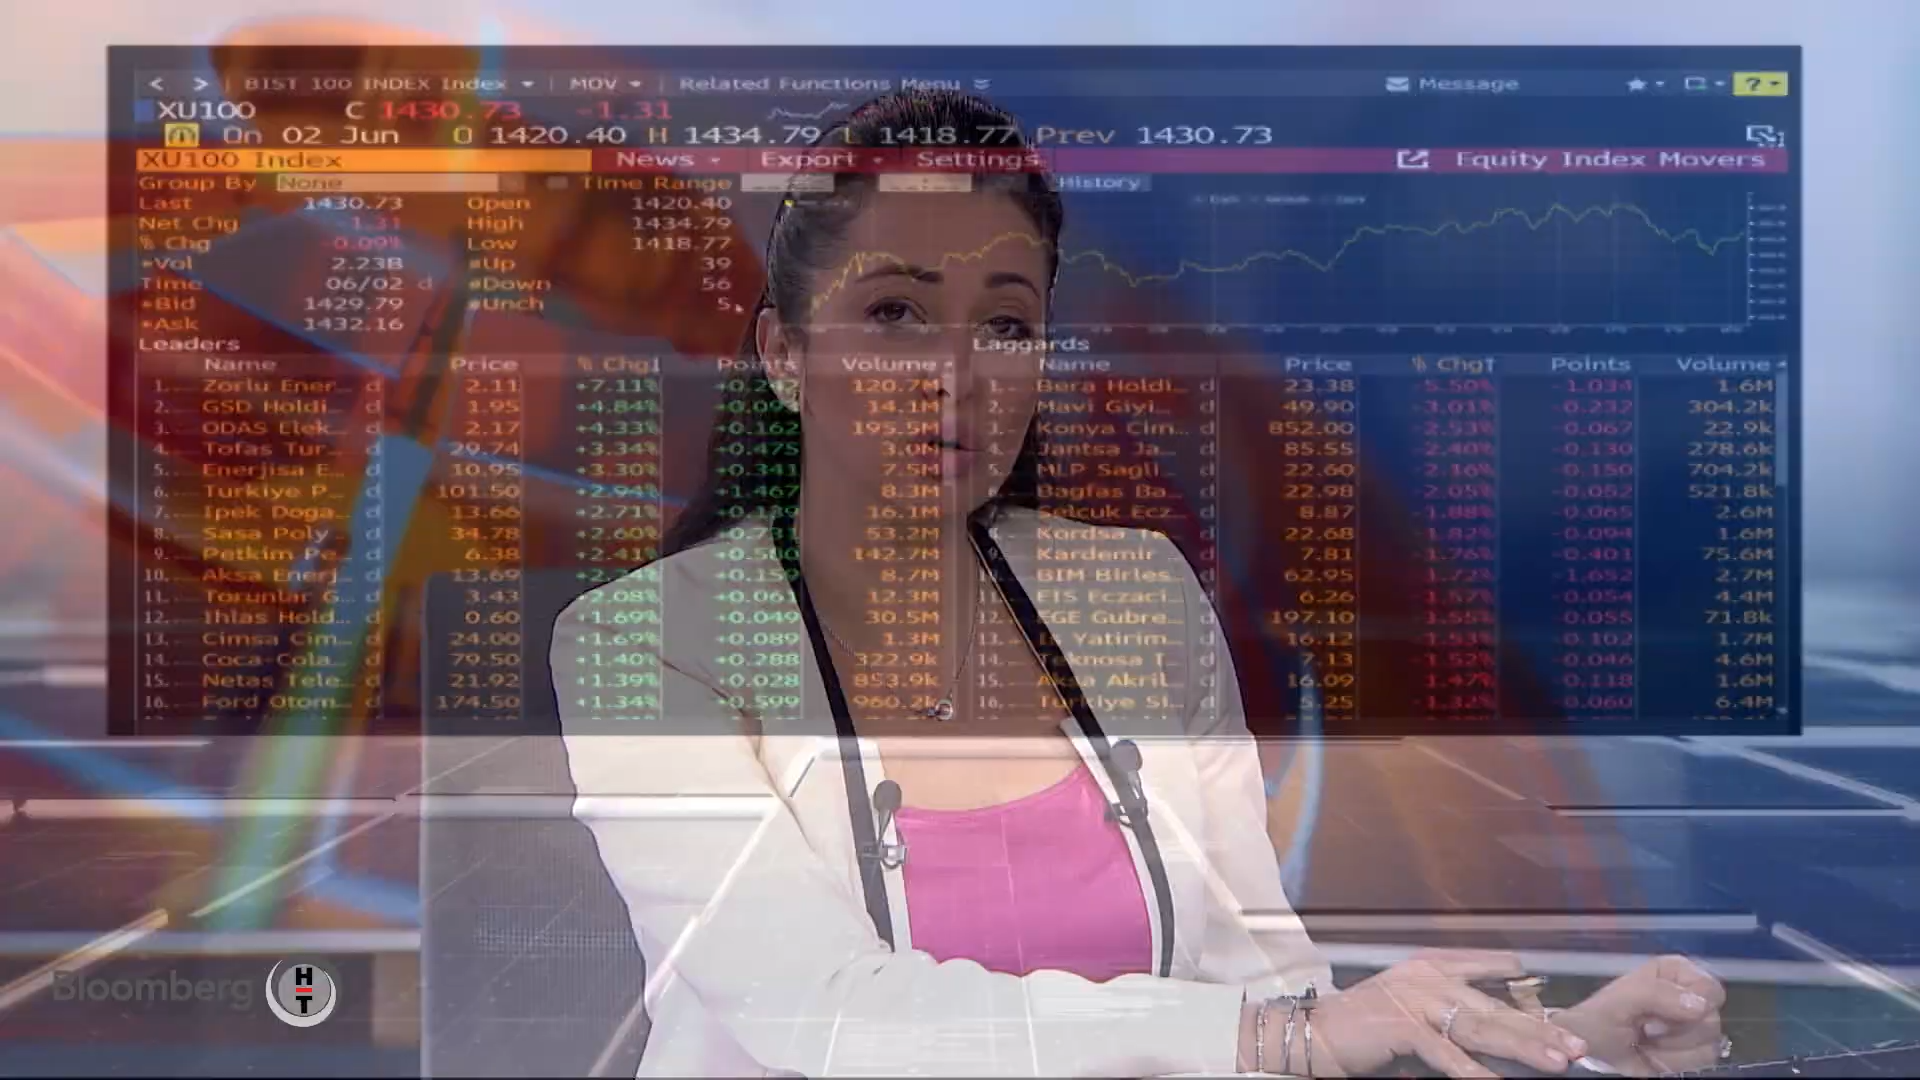 BIST 100 INDEX Index MOV Related Functions Menu Message
XU100 C 1430.73 -1.31
On 02 Jun O 1420.40 H 1434.79 L 1418.77 Prev 1430.73
XU100 Index News Export Settings Equity Index Movers
Group By None Time Range History
Last 1430.73 Open 1420.40
Net Chg 1.31 High 1434.79
% Chg -0.09% Low 1418.77
Vol 2.23B Up 39
Time 06/02 d Down 56
Bid 1429.79 Unch 5
Ask 1432.16
Leaders Laggards
Name Price % Chg↓ Points Volume Name Price % Chg↑ Points Volume
1. Zorlu Ener... d 2.11 +7.11% +0.242 120.7M 1. Bera Holdi... d 23.38 -5.50% -1.034 1.6M
2. GSD Holdi... d 1.95 +4.84% 14.1M 2. Mavi Giyi... d 49.90 -3.01% -0.232 304.2k
3. ODAS Elek... d 2.17 +4.33% +0.162 195.5M 3. Konya Cim... d 852.00 -2.53% -0.067 22.9k
4. Tofas Tur... d 29.74 +3.34% +0.475 3.0M 4. Jantsa Ja... d 85.55 -2.40% -0.130 278.6k
5. Enerjisa E... d 10.95 +3.30% +0.341 7.5M 5. MLP Sagli... d 22.60 -2.16% -0.150 704.2k
6. Turkiye P... d 101.50 +2.94% +1.467 8.3M Bagfas Ba... d 22.98 -2.05% -0.052 521.8k
7. Ipek Doga... d 13.66 +2.71% +0.139 16.1M Selcuk Ecz... d 8.87 -1.88% -0.065 2.6M
8. Sasa Poly... d 34.78 +2.60% 53.2M Kordsa d 22.68 -1.82% -0.094 1.6M
9. Petkim Pe... d 6.38 +2.41% 142.7M 9. Kardemir ... d 7.81 -1.76% -0.401 75.6M
10. Aksa Enerj... d 13.69 +0.159 8.7M BIM Birles... d 62.95 -1.72% -1.652 2.7M
11. Torunlar G... d 3.43 +2.08% 12.3M EIS Eczaci... d 6.26 -1.57% -0.054 4.4M
12. Ihlas Hold... d 0.60 +1.69% +0.049 30.5M 12. EGE Gubre... d 197.10 -1.55% -0.055 71.8k
13. Cimsa Cim... d 24.00 +1.69% +0.089 1.3M Is Yatirim... d 16.12 -1.53% -0.102 1.7M
14. Coca-Cola... d 79.50 +1.40% +0.288 322.9k 14. Teknosa T... d 7.13 -1.52% -0.046 4.6M
15. Netas Tele... d 21.92 +1.39% +0.028 853.9k 15. Aksa Akril... d 16.09 -1.47% -0.118 1.6M
16. Ford Otom... d 174.50 +1.34% +0.599 960.2k 16. Turkiye Si... d 5.25 -1.32% -0.060 6.4M
Bloomberg HT